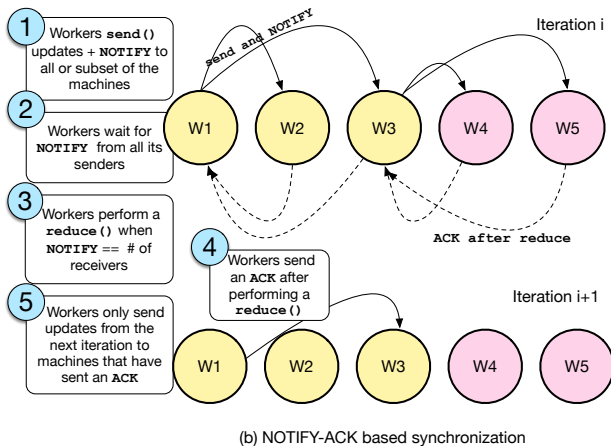 1
Workers send()
updates + NOTIFY to
all or subset of the
machines
send and NOTIFY
Iteration i
2
Workers wait for
NOTIFY from all its
senders
W1
W2
W3
W4
W5
3
Workers perform a
reduce() when
NOTIFY == # of
receivers
4
Workers send
an ACK after
performing a
reduce()
ACK after reduce
5
Workers only send
updates from the
next iteration to
machines that have
sent an ACK
Iteration i+1
W1
W2
W3
W4
W5
(b) NOTIFY-ACK based synchronization